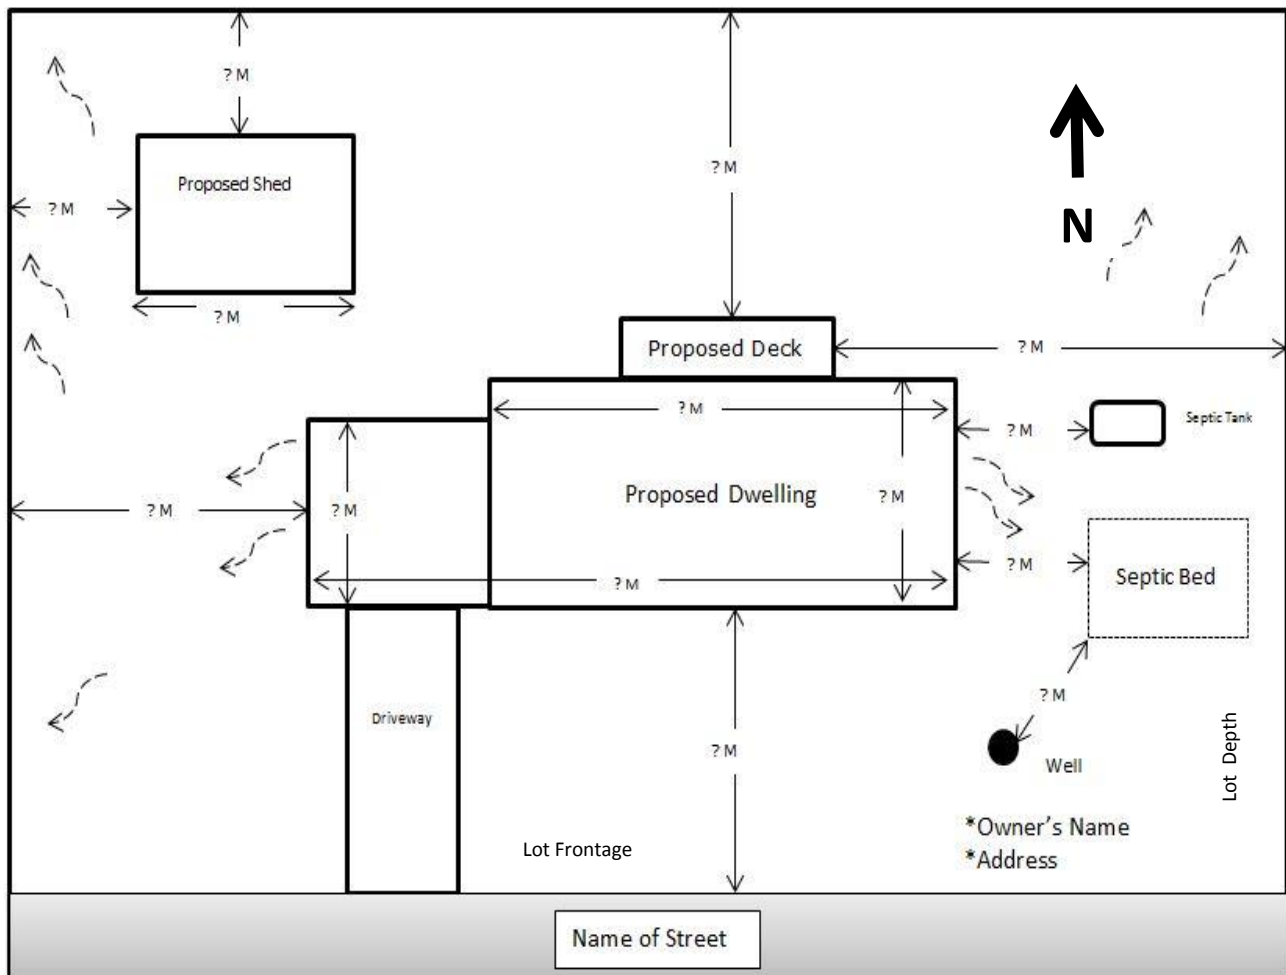 ? M
? M
Proposed Shed
? M
? M
? M
N
Proposed Deck
? M
? M
? M
Septic Tank
Proposed Dwelling
? M
? M
? M
? M
? M
Septic Bed
? M
Driveway
? M
Well
Lot Depth
*Owner's Name
*Address
Lot Frontage
Name of Street